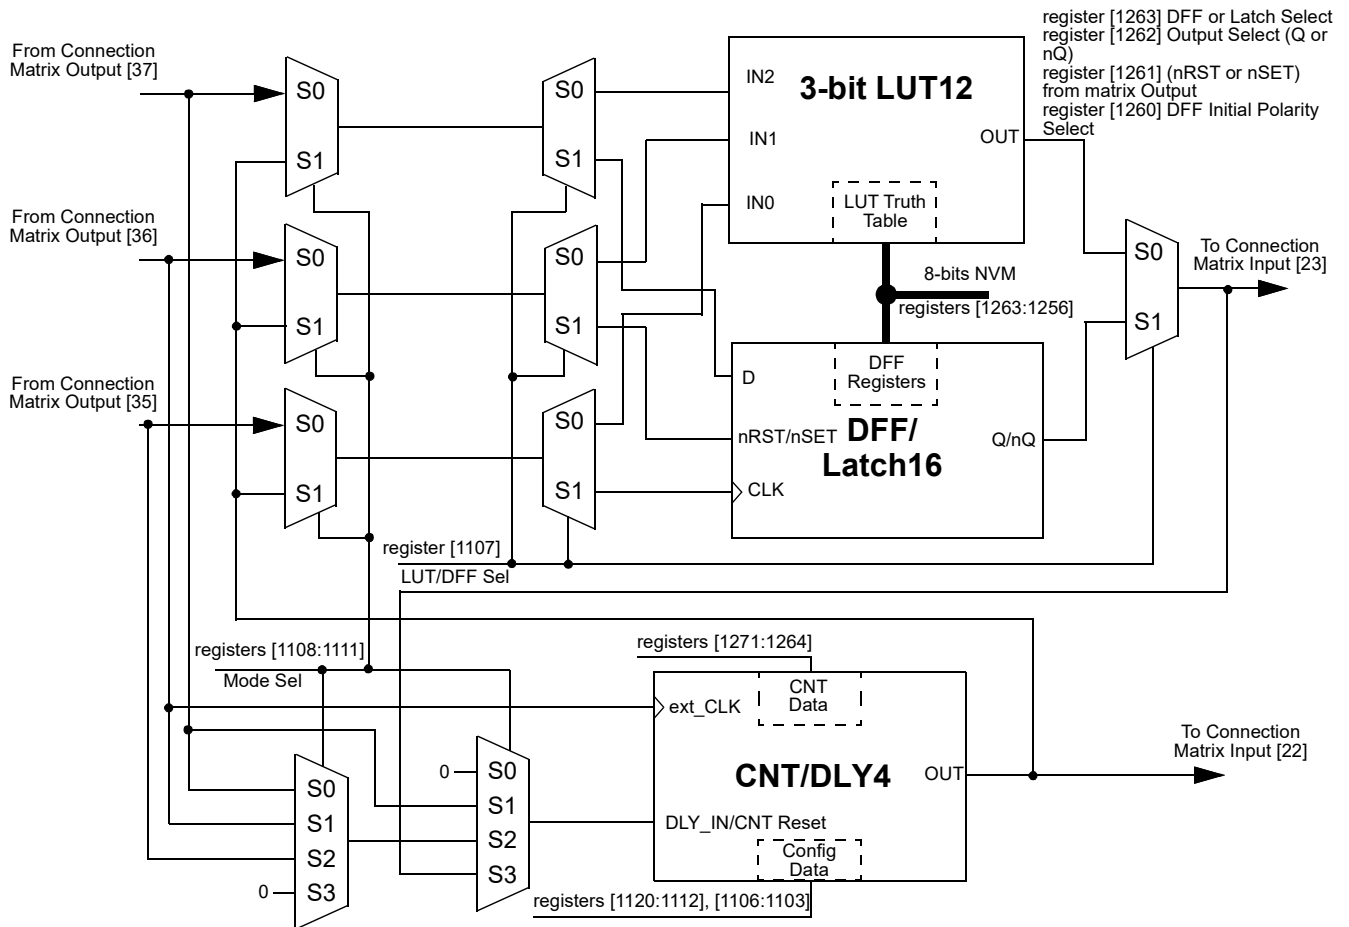 register [1263] DFF or Latch Select
register [1262] Output Select (Q or
nQ)
register [1261] (nRST or nSET)
from matrix Output
register [1260] DFF Initial Polarity
Select
From Connection
Matrix Output [37]
S0
S1
S0
S1
IN2
IN1
IN0
3-bit LUT12
OUT
LUT Truth
Table
From Connection
Matrix Output [36]
S0
S1
S0
S1
8-bits NVM
registers [1263:1256]
S0
S1
To Connection
Matrix Input [23]
From Connection
Matrix Output [35]
S0
S1
S0
S1
D
nRST/nSET
CLK
DFF
Registers
DFF/
Latch16
Q/nQ
register [1107]
LUT/DFF Sel
registers [1108:1111]
Mode Sel
registers [1271:1264]
ext_CLK
CNT
Data
CNT/DLY4
OUT
To Connection
Matrix Input [22]
DLY_IN/CNT Reset
Config
Data
S0
S1
S2
0
S3
0
S0
S1
S2
S3
registers [1120:1112], [1106:1103]